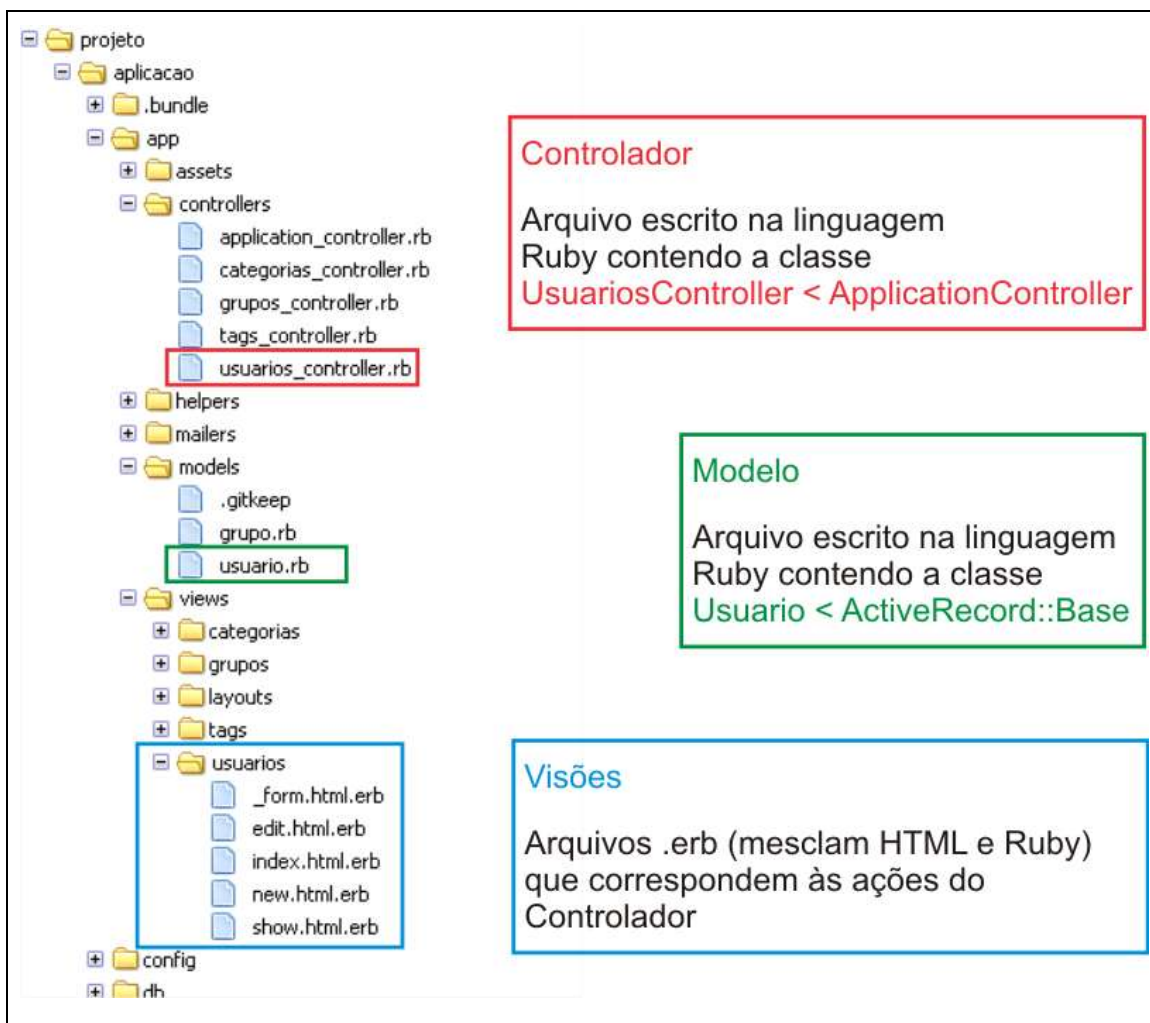 projeto
aplicacao
.bundle
app
assets
controllers
application_controller.rb
categorias_controller.rb
grupos_controller.rb
tags_controller.rb
usuarios_controller.rb
helpers
mailers
models
.gitkeep
grupo.rb
usuario.rb
views
categorias
grupos
layouts
tags
usuarios
_form.html.erb
edit.html.erb
index.html.erb
new.html.erb
show.html.erb
config
db
Controlador
Arquivo escrito na linguagem
Ruby contendo a classe
UsuariosController < ApplicationController
Modelo
Arquivo escrito na linguagem
Ruby contendo a classe
Usuario < ActiveRecord::Base
Visões
Arquivos .erb (mesclam HTML e Ruby)
que correspondem às ações do
Controlador